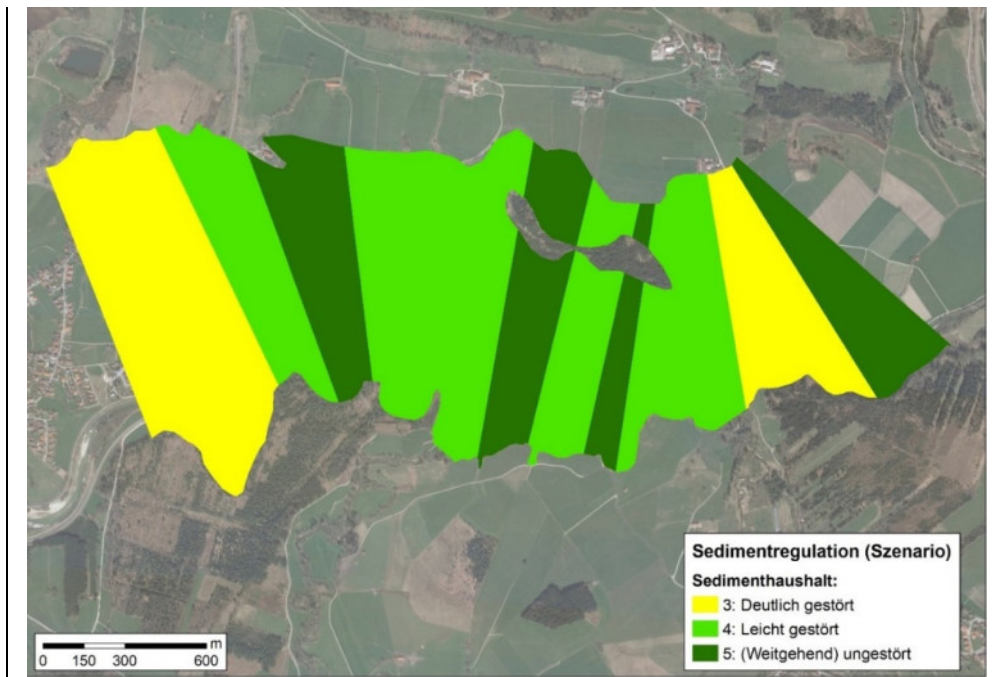 Sedimentregulation (Szenario)
Sedimenthaushalt:
3: Deutlich gestört
4: Leicht gestört
5: (Weitgehend) ungestört
m
0 150 300 600